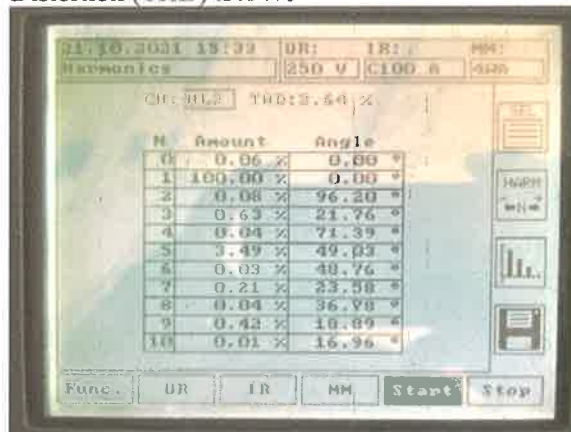 21.10.2021 15:33 UR: IR: MM:
Harmonics 250 V C100 A 4Wh
CH: UL2 THD:3.60 %
N Amount Angle
0 0.06 % 0.00 °
1 100.00 % 0.00 °
2 0.08 % 96.20 °
3 0.63 % 21.76 °
4 0.04 % 71.39 °
5 3.49 % 49.03 °
6 0.03 % 40.76 °
7 0.21 % 23.58 °
8 0.04 % 36.98 °
9 0.42 % 18.89 °
10 0.01 % 16.96 °
SEL
HARM
N
Func. UR IR MM Start Stop